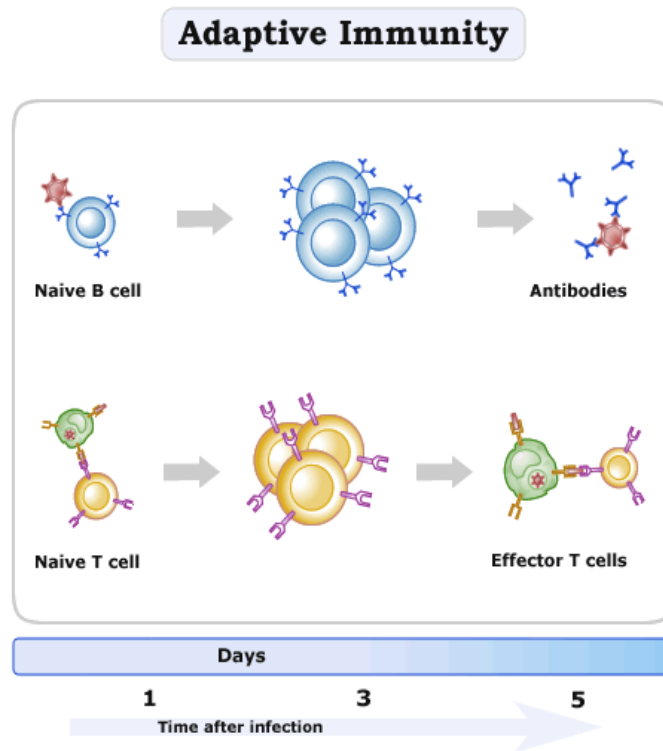 Adaptive Immunity
Naive B cell
Antibodies
Naive T cell
Effector T cells
Days
1 3 5
Time after infection